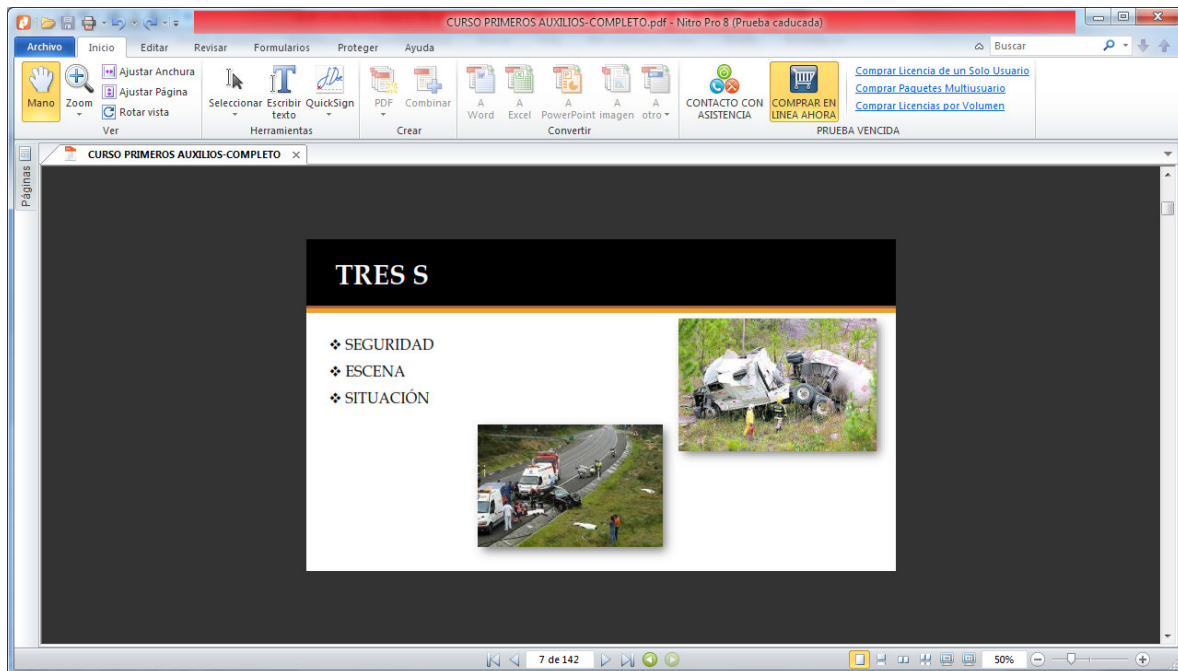 CURSO PRIMEROS AUXILIOS-COMPLETO.pdf - Nitro Pro 8 (Prueba caducada)
Archivo Inicio Editar Revisar Formularios Proteger Ayuda Buscar
Mano
Zoom
Ajustar Anchura
Ajustar Página
Rotar vista
Ver
Seleccionar
Escribir texto
QuickSign
Herramientas
PDF
Combinar
Crear
A Word
A Excel
A PowerPoint
A imagen
A otro
Convertir
CONTACTO CON ASISTENCIA
COMPRAR EN LINEA AHORA
Comprar Licencia de un Solo Usuario
Comprar Paquetes Multiusuario
Comprar Licencias por Volumen
PRUEBA VENCIDA
CURSO PRIMEROS AUXILIOS-COMPLETO
Páginas
TRES S
❖ SEGURIDAD
❖ ESCENA
❖ SITUACIÓN
7 de 142
50%